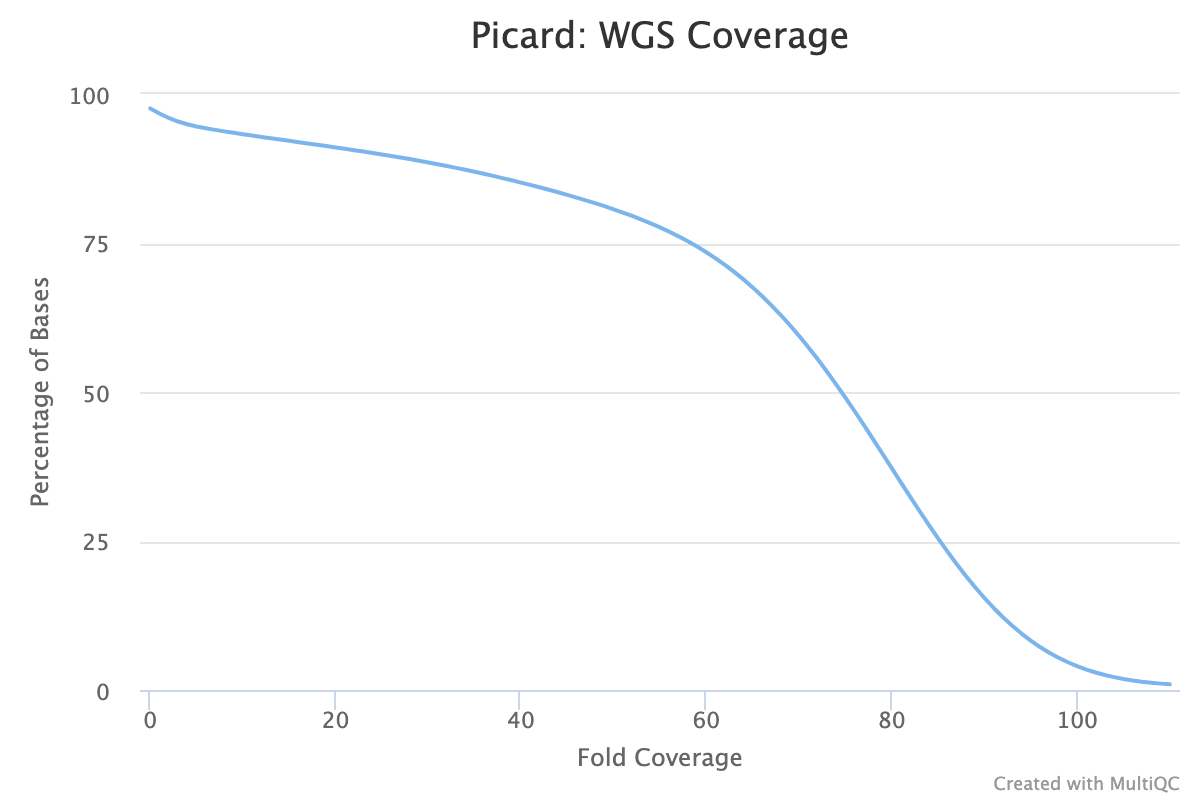 Picard: WGS Coverage
100
75
50
25
0
Percentage of Bases
0 20 40 60 80 100
Fold Coverage
Created with MultiQC